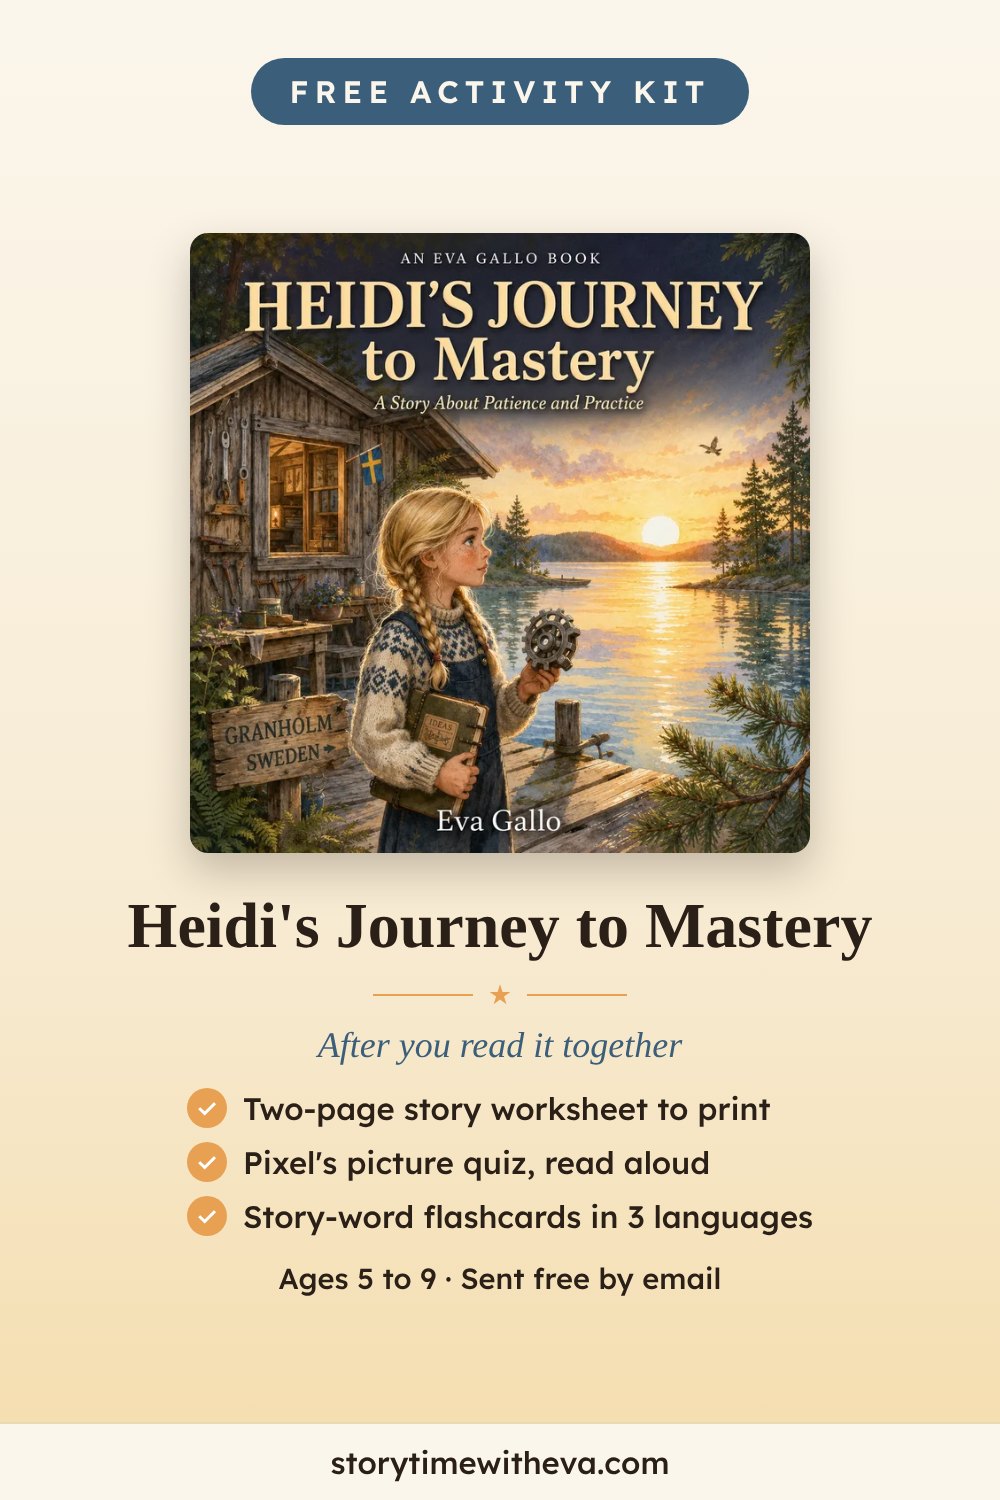 FREE ACTIVITY KIT
AN EVA GALLO BOOK
HEIDI’S JOURNEY
to Mastery
A Story About Patience and Practice
IDEAS
GRANHOLM
SWEDEN
Eva Gallo
Heidi's Journey to Mastery
After you read it together
Two-page story worksheet to print
Pixel's picture quiz, read aloud
Story-word flashcards in 3 languages
Ages 5 to 9 · Sent free by email
storytimewitheva.com